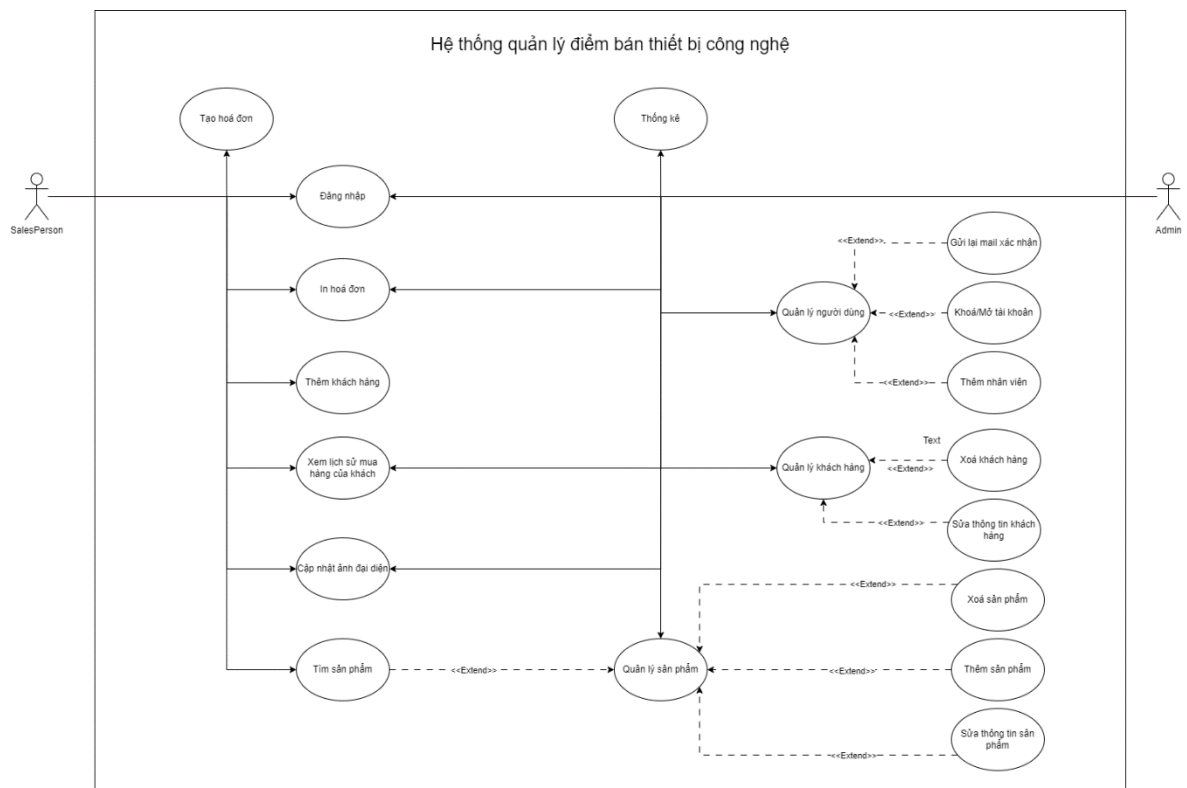 Hệ thống quản lý điểm bán thiết bị công nghệ
Tạo hoá đơn
Thống kê
Đăng nhập
SalesPerson
Admin
Gửi lại mail xác nhận
<<Extend>>
In hoá đơn
Quản lý người dùng
<<Extend>>
Khoá/Mở tài khoản
Thêm khách hàng
<<Extend>>
Thêm nhân viên
Text
Xem lịch sử mua
hàng của khách
Quản lý khách hàng
<<Extend>>
Xoá khách hàng
<<Extend>>
Sửa thông tin khách
hàng
Cập nhật ảnh đại diện
<<Extend>>
Xoá sản phẩm
Tìm sản phẩm
<<Extend>>
Quản lý sản phẩm
<<Extend>>
Thêm sản phẩm
<<Extend>>
Sửa thông tin sản
phẩm